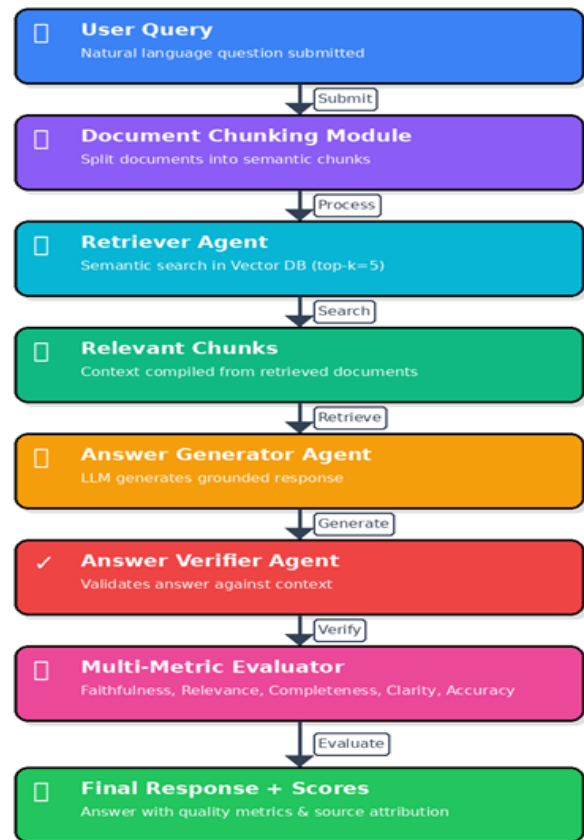 User Query
Natural language question submitted
Submit
Document Chunking Module
Split documents into semantic chunks
Process
Retriever Agent
Semantic search in Vector DB (top-k=5)
Search
Relevant Chunks
Context compiled from retrieved documents
Retrieve
Answer Generator Agent
LLM generates grounded response
Generate
✓ Answer Verifier Agent
Validates answer against context
Verify
Multi-Metric Evaluator
Faithfulness, Relevance, Completeness, Clarity, Accuracy
Evaluate
Final Response + Scores
Answer with quality metrics & source attribution